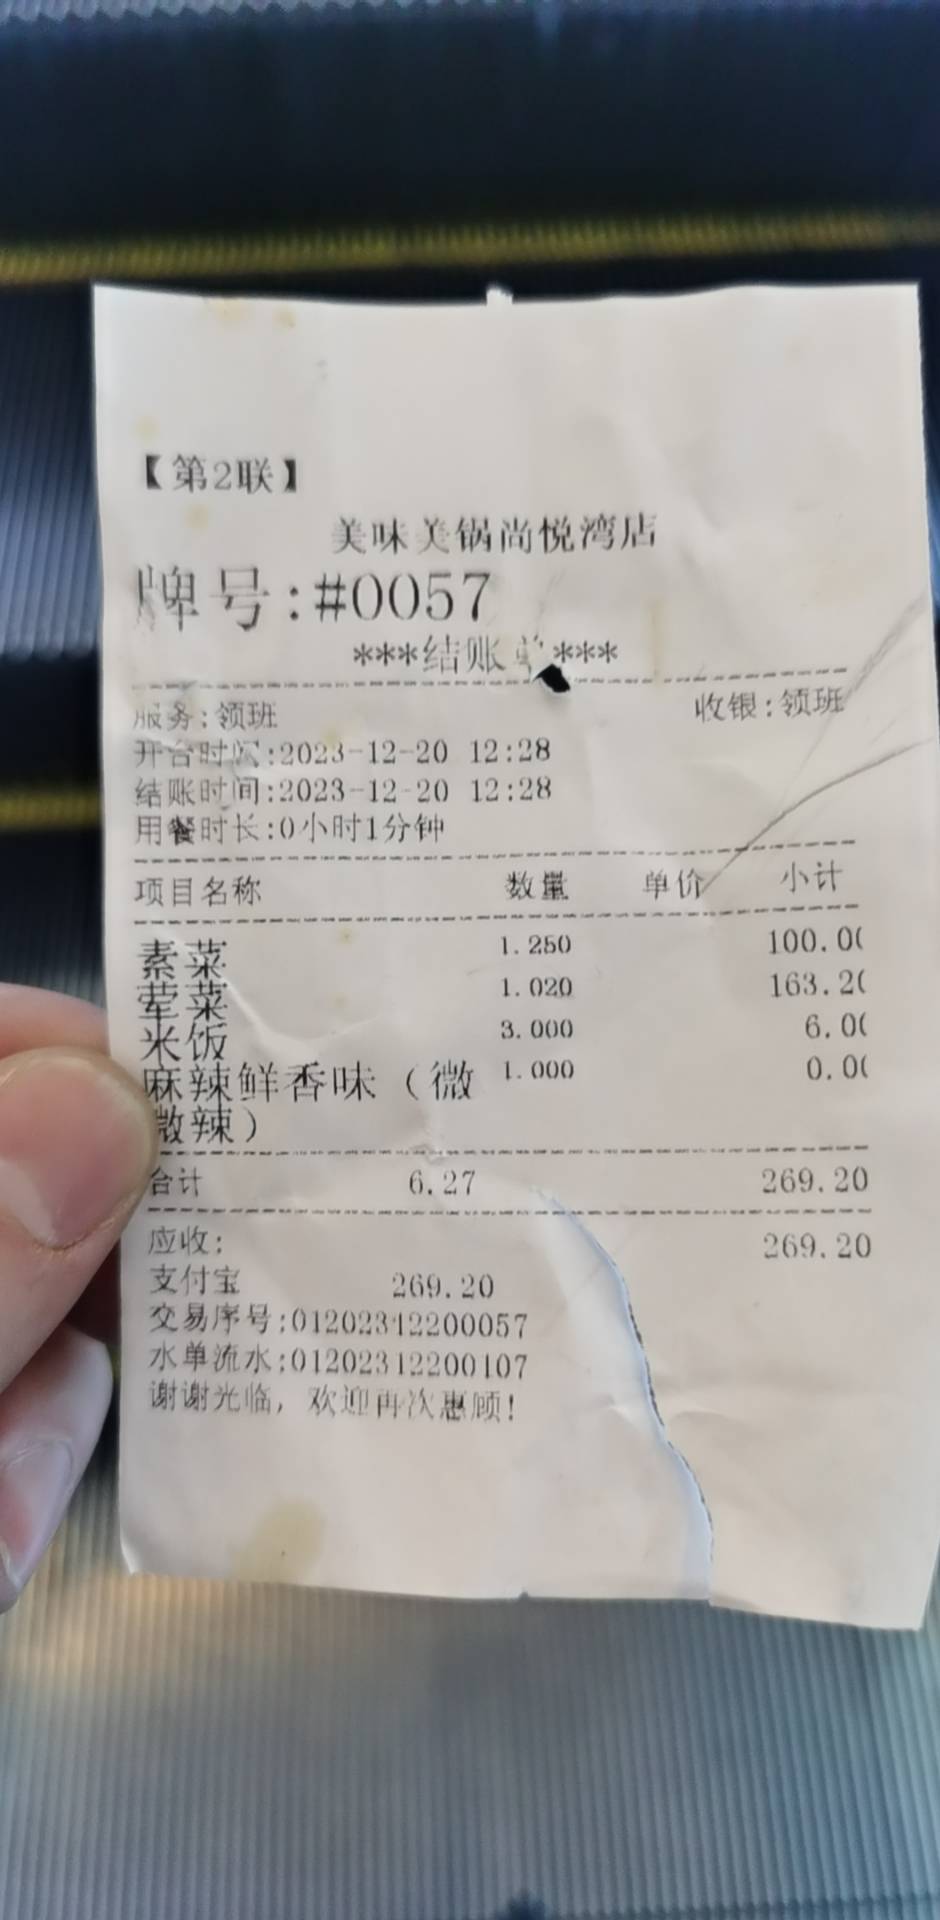 【第2联】
美味美锅尚悦湾店
牌号:#0057
***结账单***
服务:领班 收银:领班
开台时间:2023-12-20 12:28
结账时间:2023-12-20 12:28
用餐时长:0小时1分钟
项目名称 数量 单价 小计
素菜 1.250 100.00
荤菜 1.020 163.20
米饭 3.000 6.00
麻辣鲜香味（微 1.000 0.00
微辣）
合计 6.27 269.20
应收: 269.20
支付宝 269.20
交易序号:01202312200057
水单流水:01202312200107
谢谢光临, 欢迎再次惠顾!